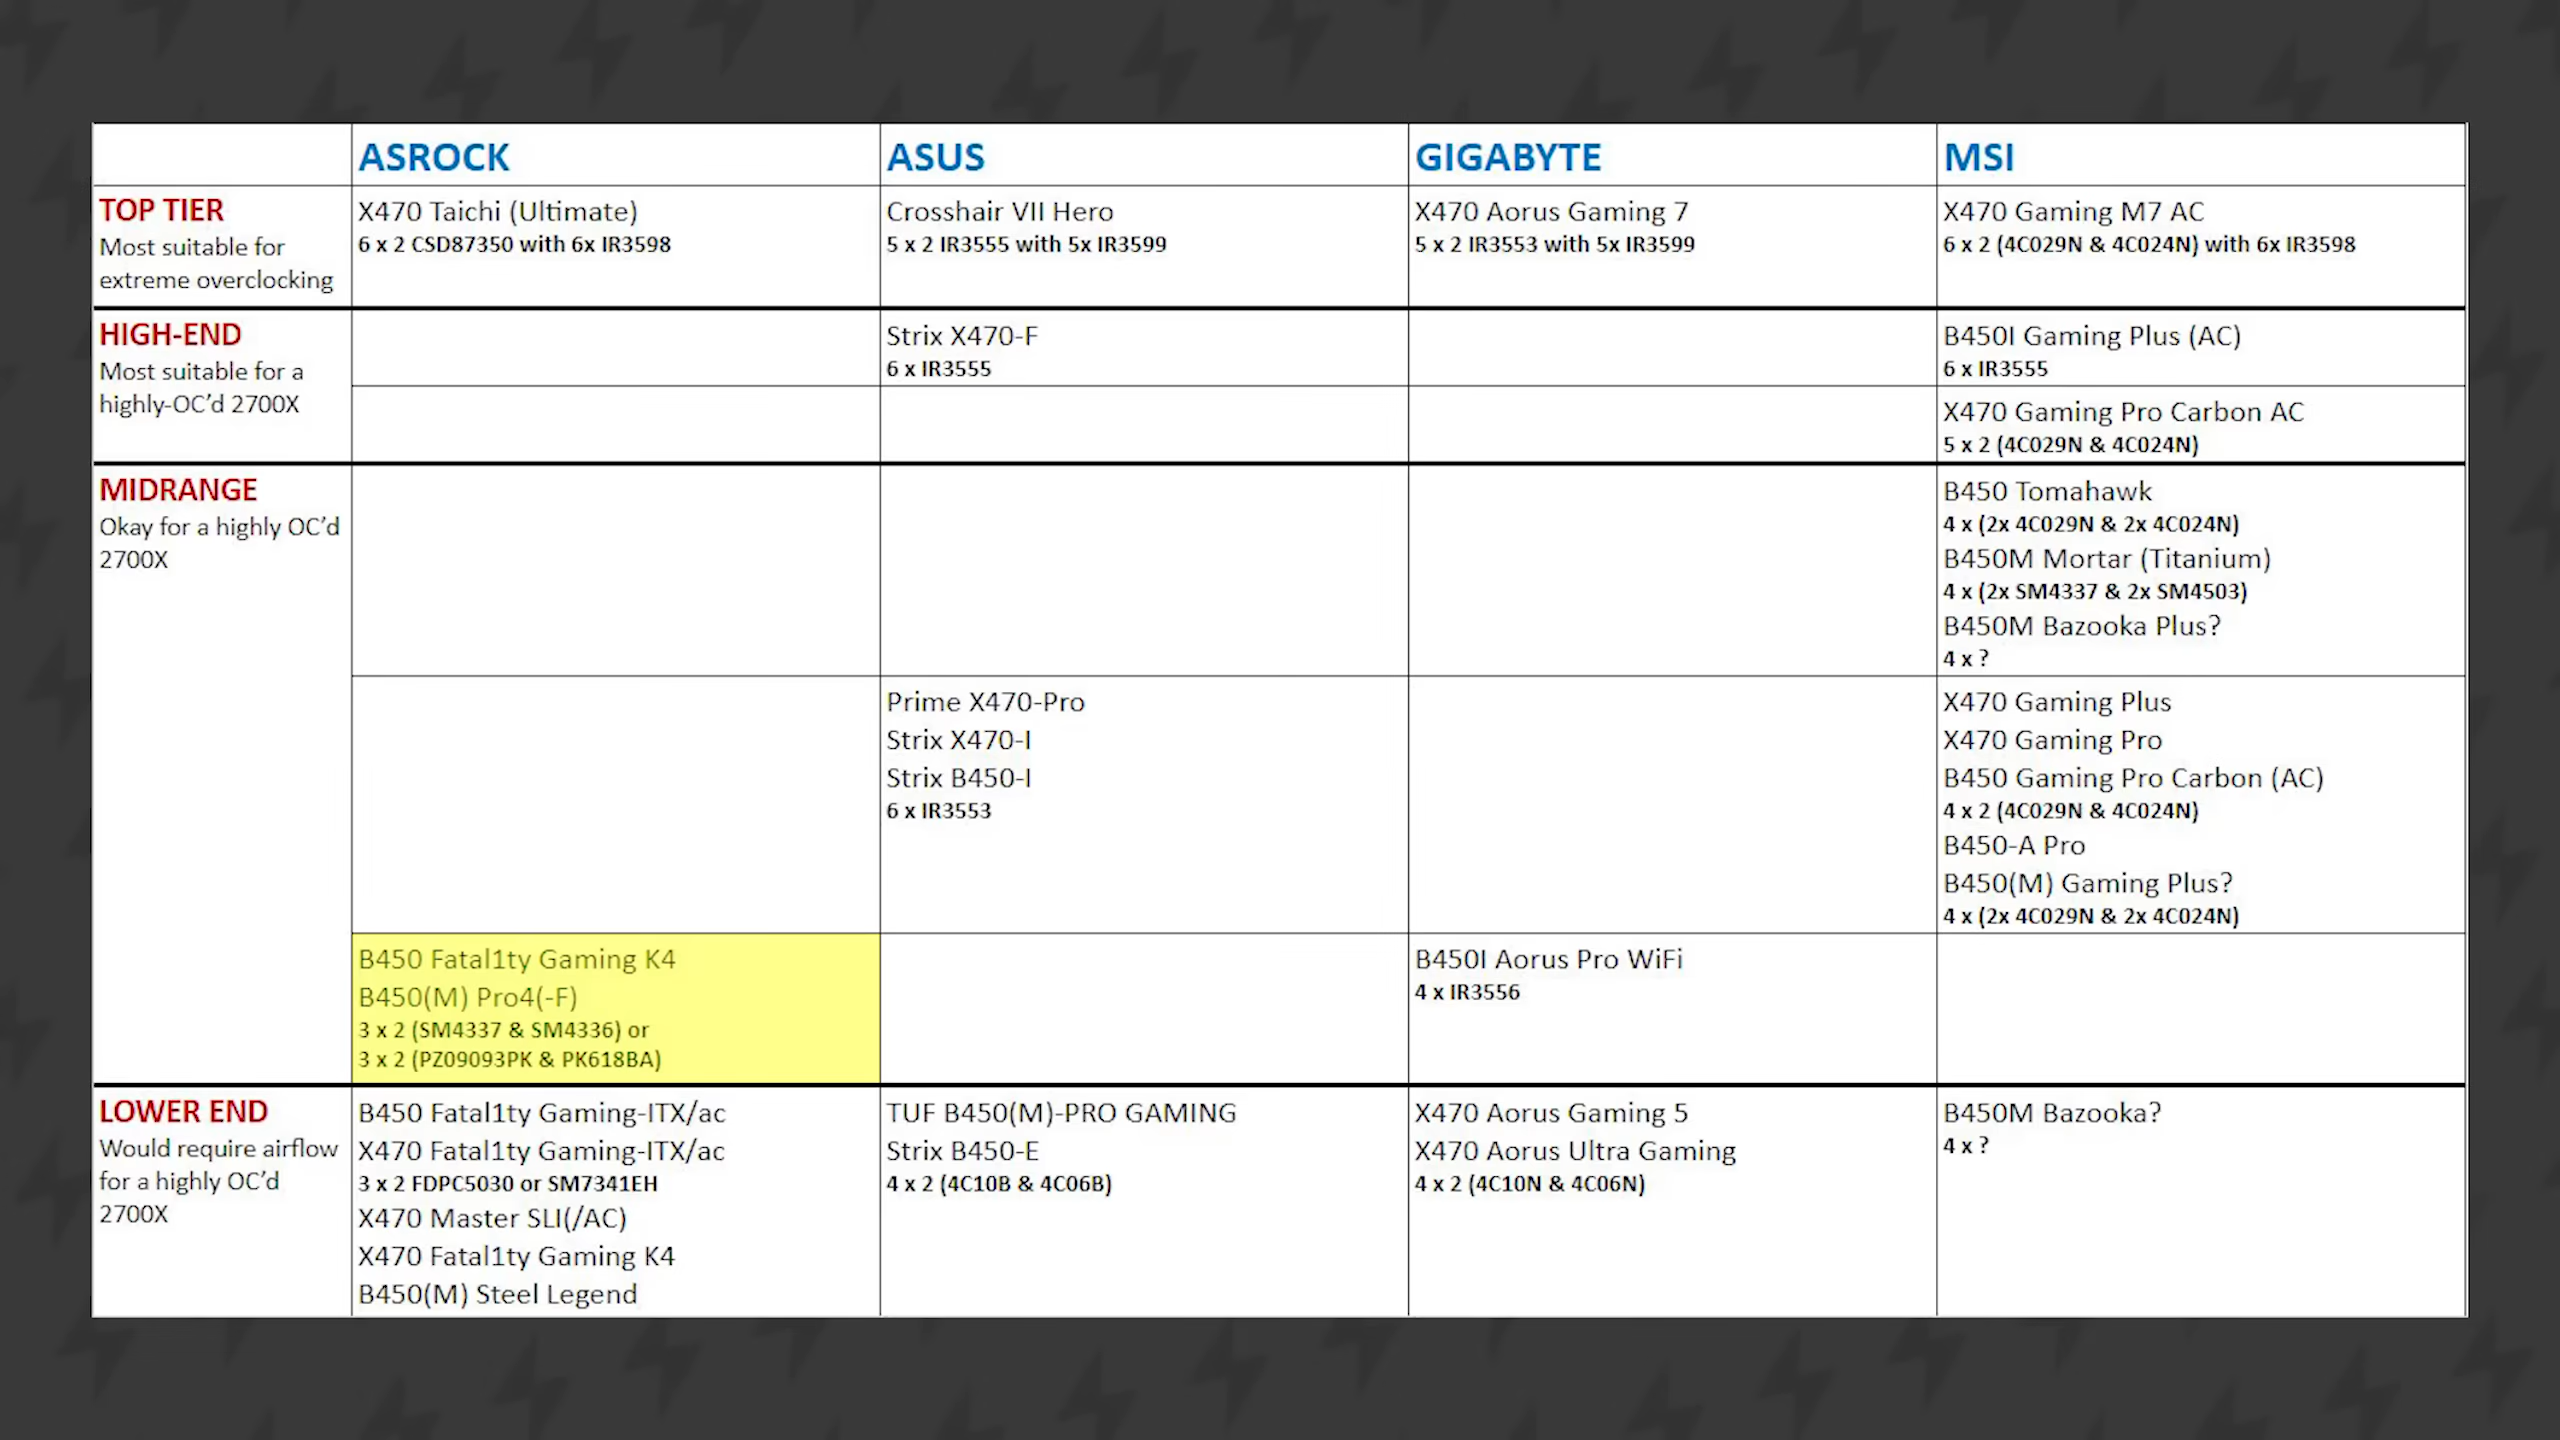 ASROCK
ASUS
GIGABYTE
MSI
TOP TIER
Most suitable for
extreme overclocking
X470 Taichi (Ultimate)
6 x 2 CSD87350 with 6x IR3598
Crosshair VII Hero
5 x 2 IR3555 with 5x IR3599
X470 Aorus Gaming 7
5 x 2 IR3553 with 5x IR3599
X470 Gaming M7 AC
6 x 2 (4C029N & 4C024N) with 6x IR3598
HIGH-END
Most suitable for a
highly-OC’d 2700X
Strix X470-F
6 x IR3555
B450I Gaming Plus (AC)
6 x IR3555
X470 Gaming Pro Carbon AC
5 x 2 (4C029N & 4C024N)
MIDRANGE
Okay for a highly OC’d
2700X
B450 Tomahawk
4 x (2x 4C029N & 2x 4C024N)
B450M Mortar (Titanium)
4 x (2x SM4337 & 2x SM4503)
B450M Bazooka Plus?
4 x ?
Prime X470-Pro
Strix X470-I
Strix B450-I
6 x IR3553
X470 Gaming Plus
X470 Gaming Pro
B450 Gaming Pro Carbon (AC)
4 x 2 (4C029N & 4C024N)
B450-A Pro
B450(M) Gaming Plus?
4 x (2x 4C029N & 2x 4C024N)
B450 Fatal1ty Gaming K4
B450(M) Pro4(-F)
3 x 2 (SM4337 & SM4336) or
3 x 2 (PZ09093PK & PK618BA)
B450I Aorus Pro WiFi
4 x IR3556
LOWER END
Would require airflow
for a highly OC’d
2700X
B450 Fatal1ty Gaming-ITX/ac
X470 Fatal1ty Gaming-ITX/ac
3 x 2 FDPC5030 or SM7341EH
X470 Master SLI(/AC)
X470 Fatal1ty Gaming K4
B450(M) Steel Legend
TUF B450(M)-PRO GAMING
Strix B450-E
4 x 2 (4C10B & 4C06B)
X470 Aorus Gaming 5
X470 Aorus Ultra Gaming
4 x 2 (4C10N & 4C06N)
B450M Bazooka?
4 x ?